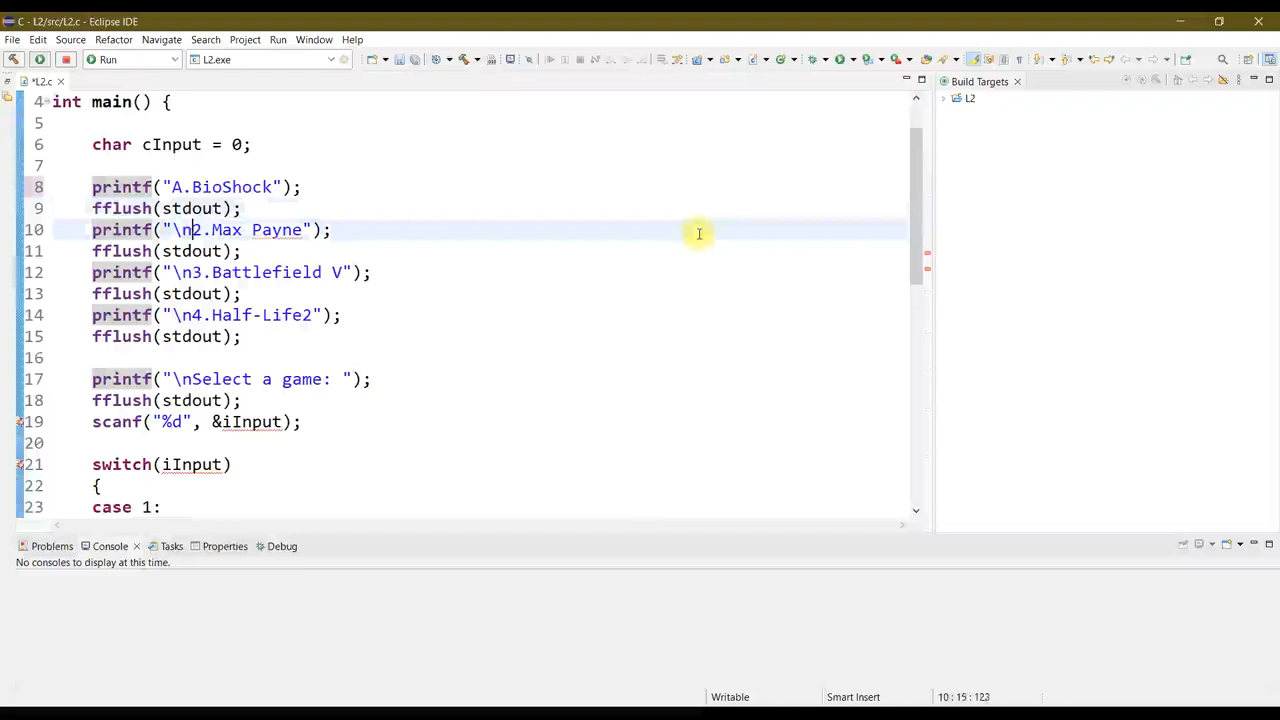 C - L2/src/L2.c - Eclipse IDE
File Edit Source Refactor Navigate Search Project Run Window Help
Run L2.exe
*L2.c
Build Targets
L2
4 int main() {
5
6 char cInput = 0;
7
8 printf("A.BioShock");
9 fflush(stdout);
10 printf("\n2.Max Payne");
11 fflush(stdout);
12 printf("\n3.Battlefield V");
13 fflush(stdout);
14 printf("\n4.Half-Life2");
15 fflush(stdout);
16
17 printf("\nSelect a game: ");
18 fflush(stdout);
19 scanf("%d", &iInput);
20
21 switch(iInput)
22 {
23 case 1:
Problems Console Tasks Properties Debug
No consoles to display at this time.
Writable Smart Insert 10 : 15 : 123